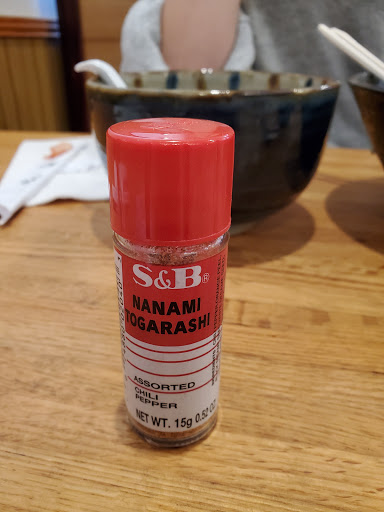 S&B®
NANAMI
TOGARASHI
ASSORTED
CHILI
PEPPER
NET WT. 15g 0.52 OZ